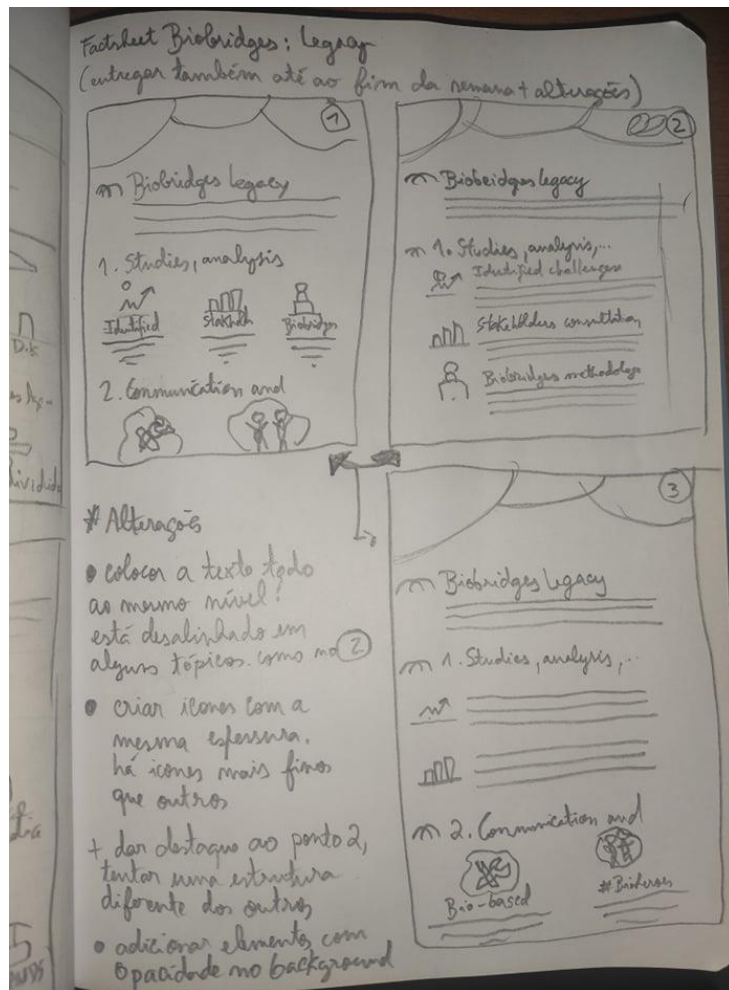 Factsheet Biobridges: Legacy
(entregar também até ao fim da semana + alterações)
1
Biobridges legacy
1. Studies, analysis
Identified
Stakeh
Biobridges
2. Communication and
2
Biobridges legacy
1. Studies, analysis,...
Identified challenges
Stakeholders consultation
Biobridges methodology
# Alterações
• colocar a texto todo
ao mesmo nível!
está desalinhado em
alguns tópicos. como no 2
• criar icones com a
mesma espessura.
há icones mais finos
que outros
+ dar destaque ao ponto 2,
tentar uma estrutura
diferente dos outros
• adicionar elementos com
opacidade no background
3
Biobridges Legacy
1. Studies, analysis,..
2. Communication and
Bio-based
#Bioheroes
D.K